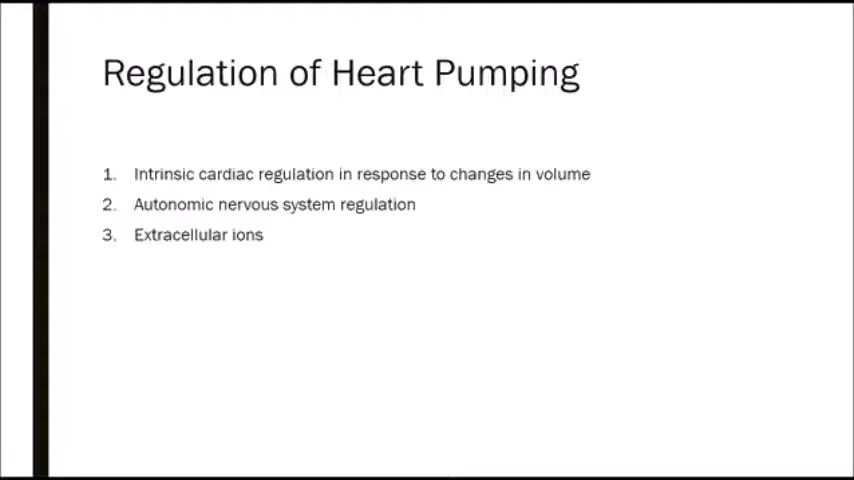 Regulation of Heart Pumping
1. Intrinsic cardiac regulation in response to changes in volume
2. Autonomic nervous system regulation
3. Extracellular ions